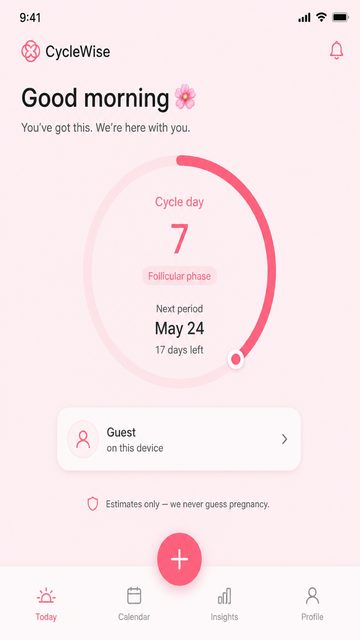 9:41
CycleWise
Good morning
You've got this. We're here with you.
Cycle day
7
Follicular phase
Next period
May 24
17 days left
Guest
on this device
Estimates only – we never guess pregnancy.
Today
Calendar
Insights
Profile